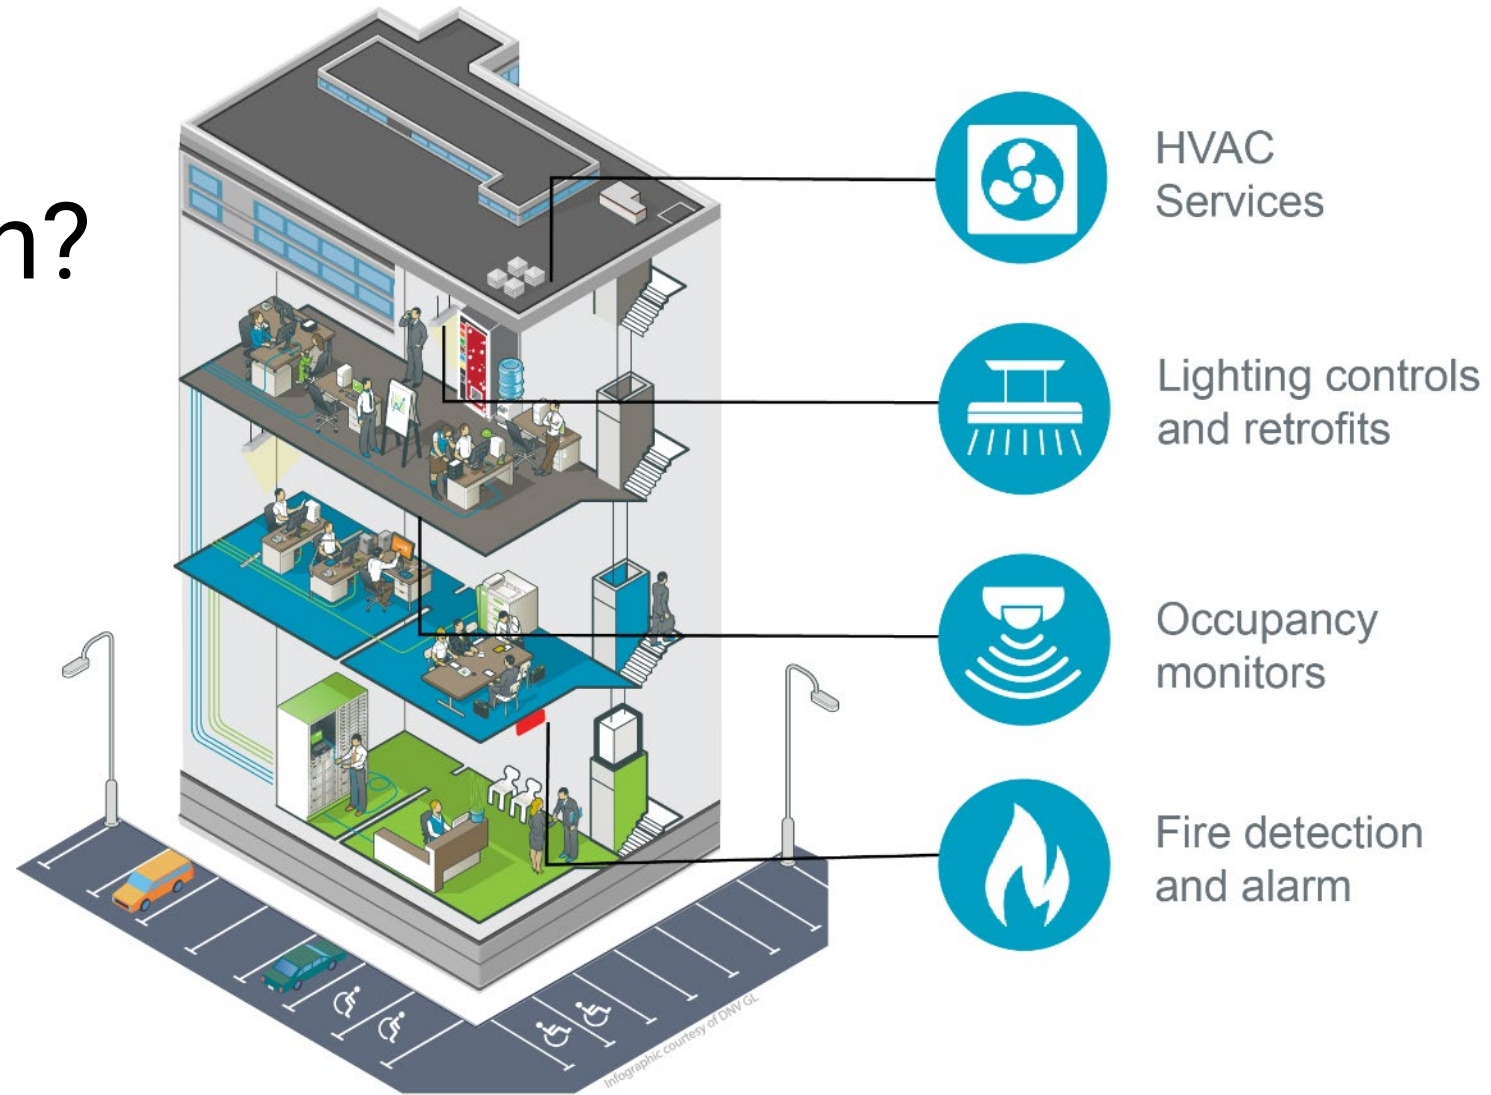 n?
HVAC
Services
Lighting controls
and retrofits
Occupancy
monitors
Fire detection
and alarm
Infographic courtesy of DNV GL